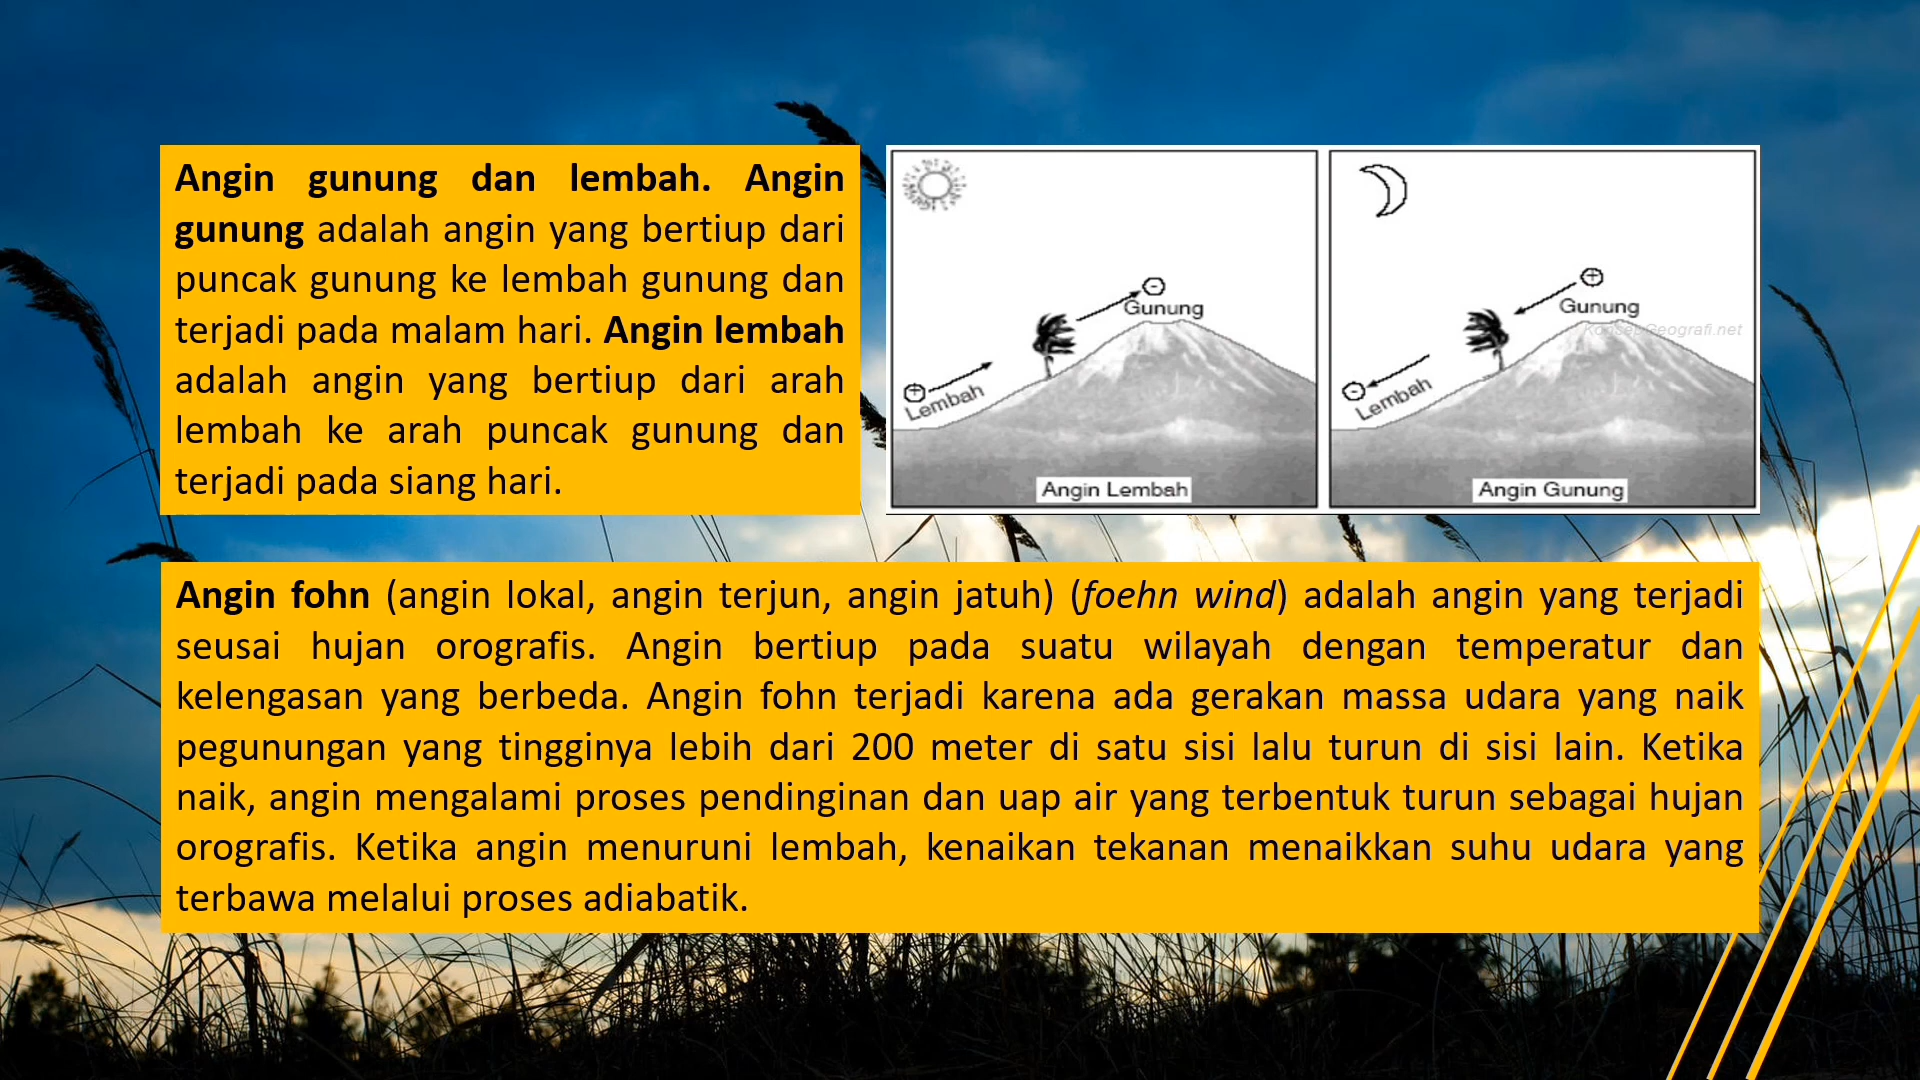 Angin gunung dan lembah. Angin
gunung adalah angin yang bertiup dari
puncak gunung ke lembah gunung dan
terjadi pada malam hari. Angin lembah
adalah angin yang bertiup dari arah
lembah ke arah puncak gunung dan
terjadi pada siang hari.
Gunung
Lembah
Angin Lembah
Gunung
KonsepGeografi.net
Lembah
Angin Gunung
Angin fohn (angin lokal, angin terjun, angin jatuh) (foehn wind) adalah angin yang terjadi
seusai hujan orografis. Angin bertiup pada suatu wilayah dengan temperatur dan
kelengasan yang berbeda. Angin fohn terjadi karena ada gerakan massa udara yang naik
pegunungan yang tingginya lebih dari 200 meter di satu sisi lalu turun di sisi lain. Ketika
naik, angin mengalami proses pendinginan dan uap air yang terbentuk turun sebagai hujan
orografis. Ketika angin menuruni lembah, kenaikan tekanan menaikkan suhu udara yang
terbawa melalui proses adiabatik.